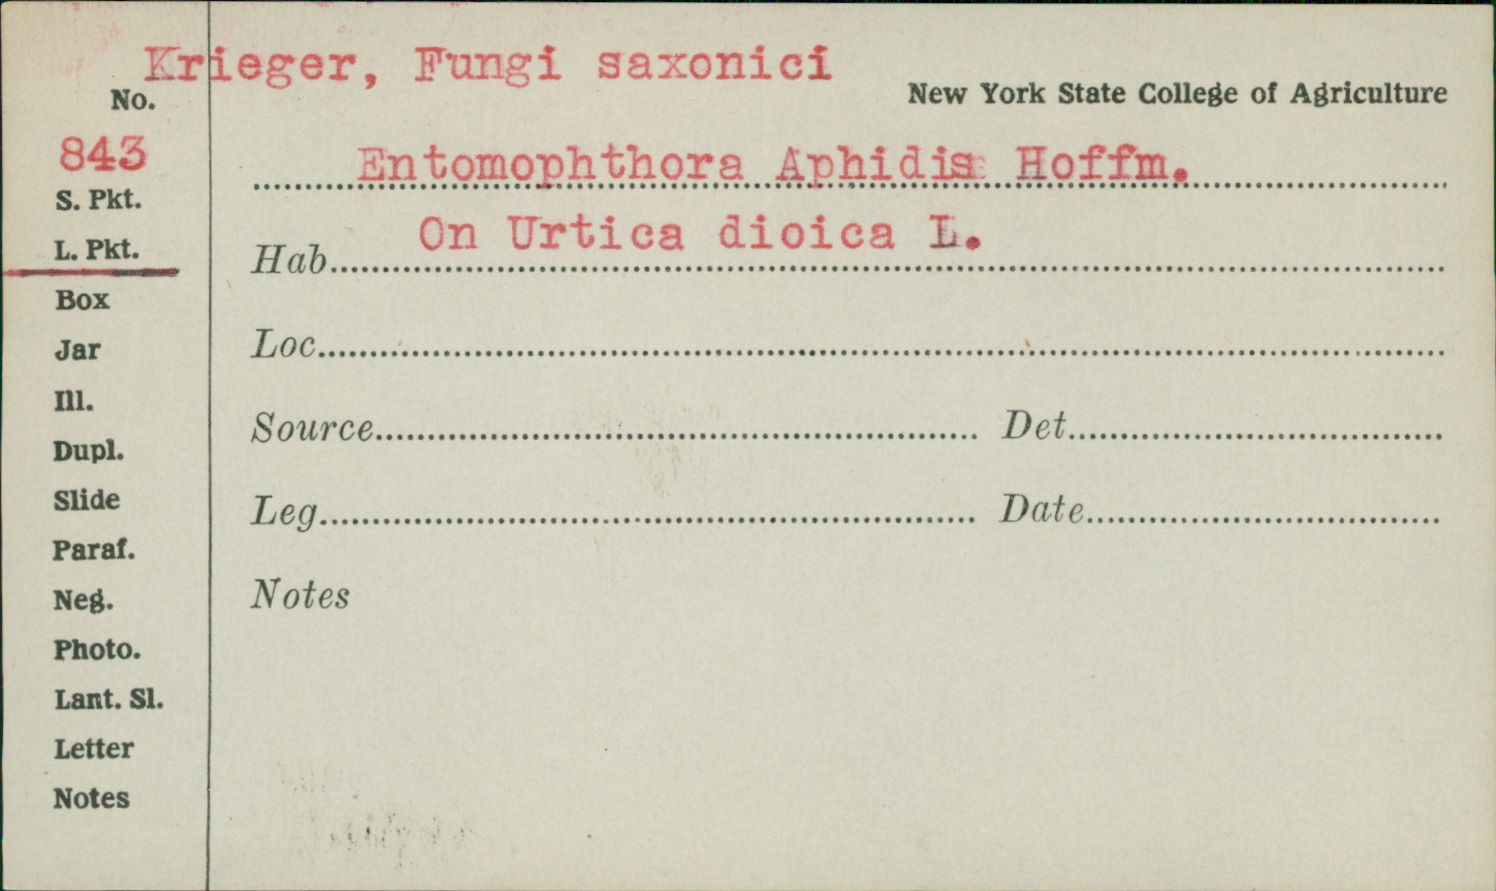 Krieger, Fungi saxonici
New York State College of Agriculture
No.
843
Entomophthora Aphidis Hoffm.
S. Pkt.
On Urtica dioica L.
L. Pkt.
Hab.
Box
Jar
Loc.
Ill.
Dupl.
Source Det.
Slide
Leg. Date
Paraf.
Neg.
Notes
Photo.
Lant. Sl.
Letter
Notes